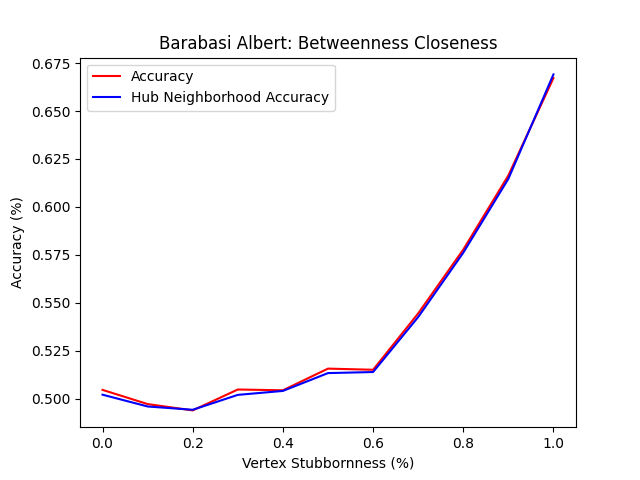 Barabasi Albert: Betweenness Closeness
Accuracy
Hub Neighborhood Accuracy
Accuracy (%)
0.675
0.650
0.625
0.600
0.575
0.550
0.525
0.500
0.0 0.2 0.4 0.6 0.8 1.0
Vertex Stubbornness (%)